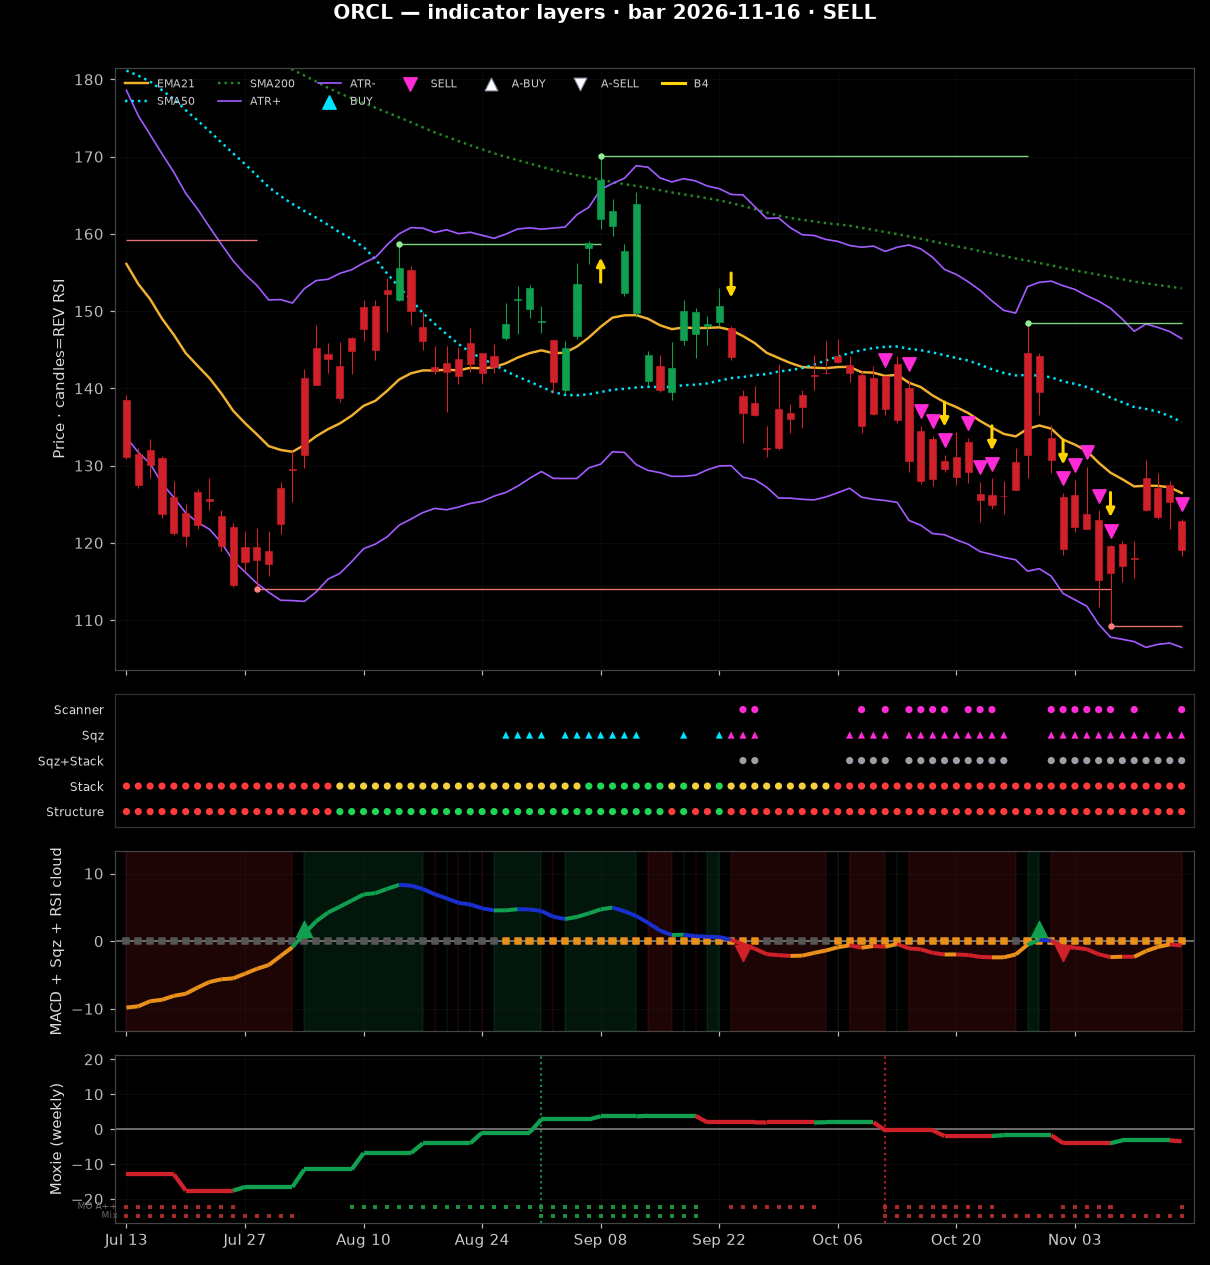 ORCL — indicator layers · bar 2026-11-16 · SELL
EMA21 SMA200 ATR- SELL A-BUY A-SELL B4
SMA50 ATR+ BUY
180
170
160
150
140
130
120
110
Price · candles=REV RSI
Scanner
Sqz
Sqz+Stack
Stack
Structure
10
0
−10
MACD + Sqz + RSI cloud
20
10
0
−10
−20
Moxie (weekly)
Jul 13 Jul 27 Aug 10 Aug 24 Sep 08 Sep 22 Oct 06 Oct 20 Nov 03